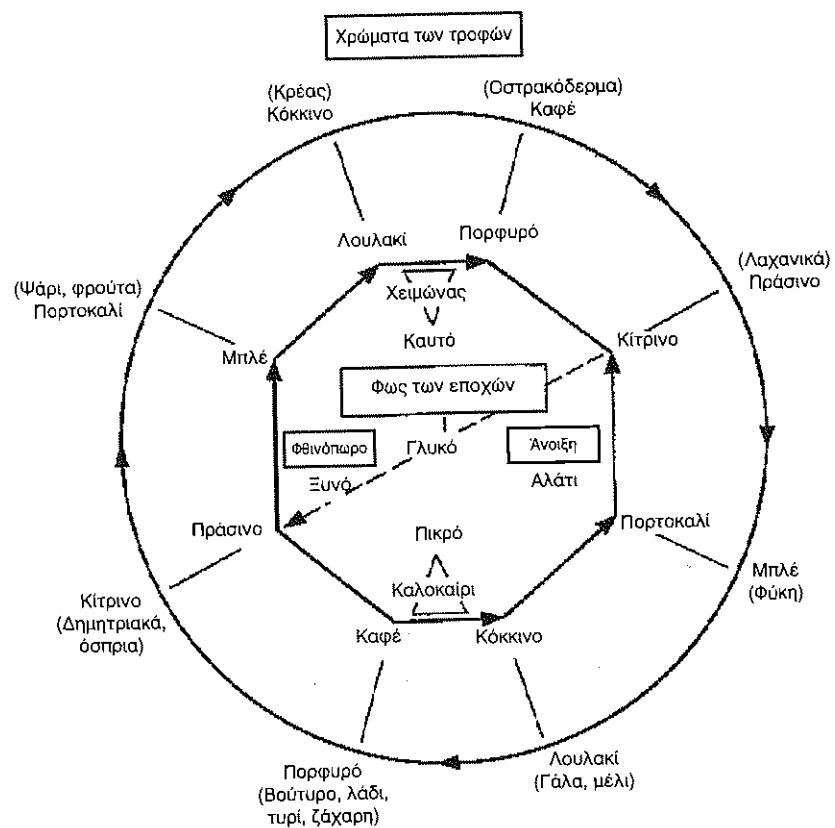 Χρώματα των τροφών
(Κρέας)
Κόκκινο
(Οστρακόδερμα)
Καφέ
Λουλακί
Πορφυρό
(Λαχανικά)
Πράσινο
(Ψάρι, φρούτα)
Πορτοκαλί
Χειμώνας
Καυτό
Μπλέ
Κίτρινο
Φως των εποχών
Φθινόπωρο
Γλυκό
Άνοιξη
Ξυνό
Αλάτι
Πράσινο
Πικρό
Πορτοκαλί
Μπλέ
(Φύκη)
Καλοκαίρι
Κίτρινο
(Δημητριακά,
όσπρια)
Καφέ
Κόκκινο
Πορφυρό
(Βούτυρο, λάδι,
τυρί, ζάχαρη)
Λουλακί
(Γάλα, μέλι)